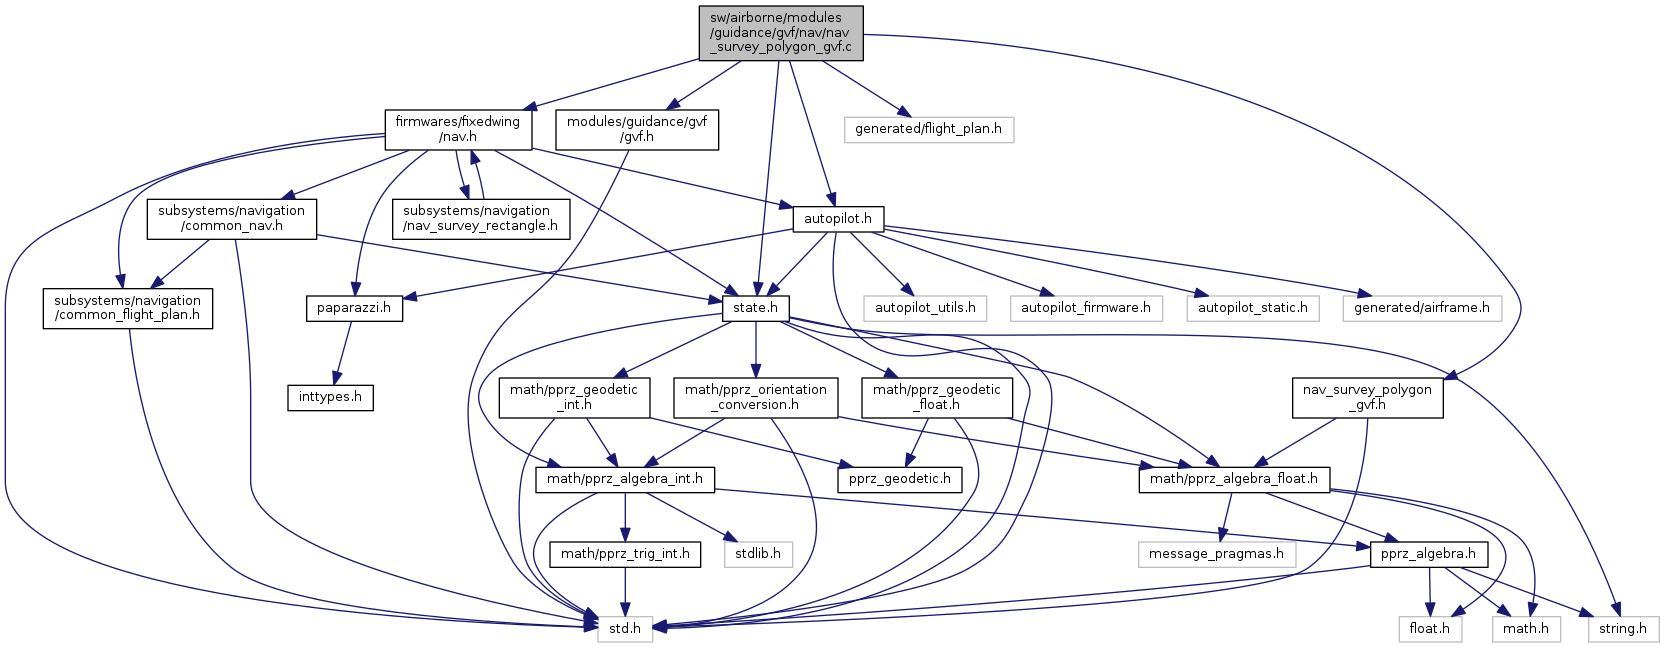 sw/airborne/modules
/guidance/gvf/nav/nav
_survey_polygon_gvf.c
firmwares/fixedwing
/nav.h
modules/guidance/gvf
/gvf.h
generated/flight_plan.h
subsystems/navigation
/common_nav.h
subsystems/navigation
/nav_survey_rectangle.h
autopilot.h
subsystems/navigation
/common_flight_plan.h
paparazzi.h
state.h
autopilot_utils.h
autopilot_firmware.h
autopilot_static.h
generated/airframe.h
inttypes.h
math/pprz_geodetic
_int.h
math/pprz_orientation
_conversion.h
math/pprz_geodetic
_float.h
nav_survey_polygon
_gvf.h
math/pprz_algebra_int.h
pprz_geodetic.h
math/pprz_algebra_float.h
math/pprz_trig_int.h
stdlib.h
message_pragmas.h
pprz_algebra.h
std.h
float.h
math.h
string.h